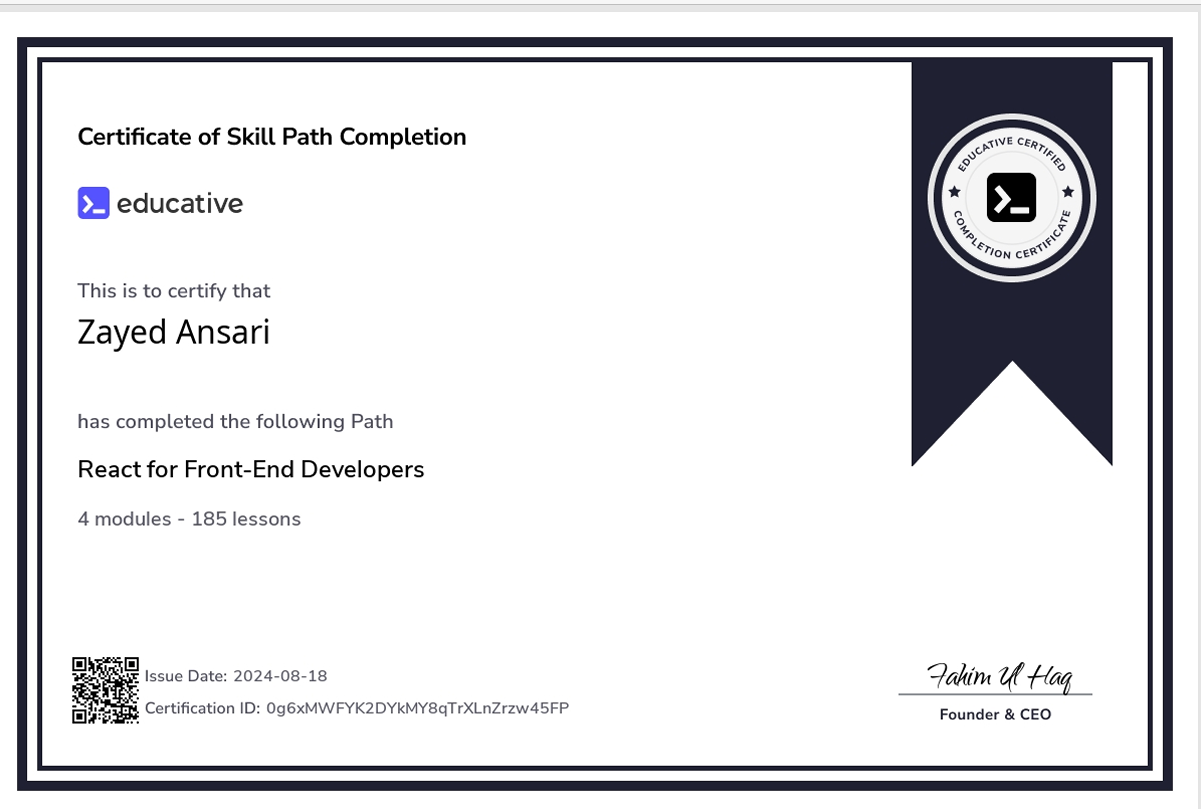 Certificate of Skill Path Completion
educative
EDUCATIVE CERTIFIED
COMPLETION CERTIFICATE
This is to certify that
Zayed Ansari
has completed the following Path
React for Front-End Developers
4 modules - 185 lessons
Issue Date: 2024-08-18
Certification ID: 0g6xMWFYK2DYkMY8qTrXLnZrzw45FP
Fahim Ul Haq
Founder & CEO